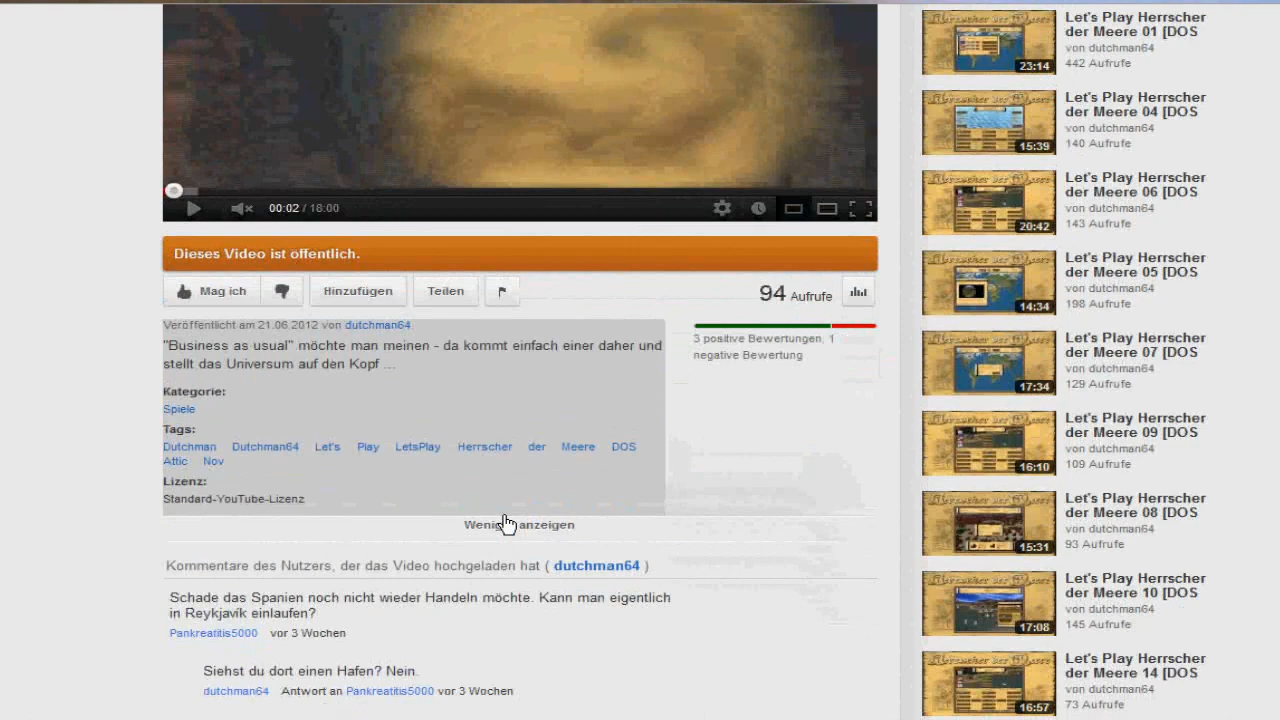 00:02 / 18:00
Dieses Video ist öffentlich.
Mag ich
Hinzufügen
Teilen
94 Aufrufe
Veröffentlicht am 21.06.2012 von dutchman64
"Business as usual" möchte man meinen - da kommt einfach einer daher und
stellt das Universum auf den Kopf ...
Kategorie:
Spiele
Tags:
Dutchman Dutchman64 Let's Play LetsPlay Herrscher der Meere DOS
Attic Nov
Lizenz:
Standard-YouTube-Lizenz
3 positive Bewertungen, 1
negative Bewertung
anzeigen
Kommentare des Nutzers, der das Video hochgeladen hat ( dutchman64 )
Schade das Spanien noch nicht wieder Handeln möchte. Kann man eigentlich
in Reykjavík einlaufen?
Pankreatitis5000 vor 3 Wochen
Siehst du da einen Hafen? Nein.
dutchman64 Antwort an Pankreatitis5000 vor 3 Wochen
23:14
Let's Play Herrscher
der Meere 01 [DOS
von dutchman64
442 Aufrufe
15:39
Let's Play Herrscher
der Meere 04 [DOS
von dutchman64
140 Aufrufe
20:42
Let's Play Herrscher
der Meere 06 [DOS
von dutchman64
143 Aufrufe
14:34
Let's Play Herrscher
der Meere 05 [DOS
von dutchman64
198 Aufrufe
17:34
Let's Play Herrscher
der Meere 07 [DOS
von dutchman64
129 Aufrufe
16:10
Let's Play Herrscher
der Meere 09 [DOS
von dutchman64
109 Aufrufe
15:31
Let's Play Herrscher
der Meere 08 [DOS
von dutchman64
93 Aufrufe
17:08
Let's Play Herrscher
der Meere 10 [DOS
von dutchman64
145 Aufrufe
16:57
Let's Play Herrscher
der Meere 14 [DOS
von dutchman64
73 Aufrufe